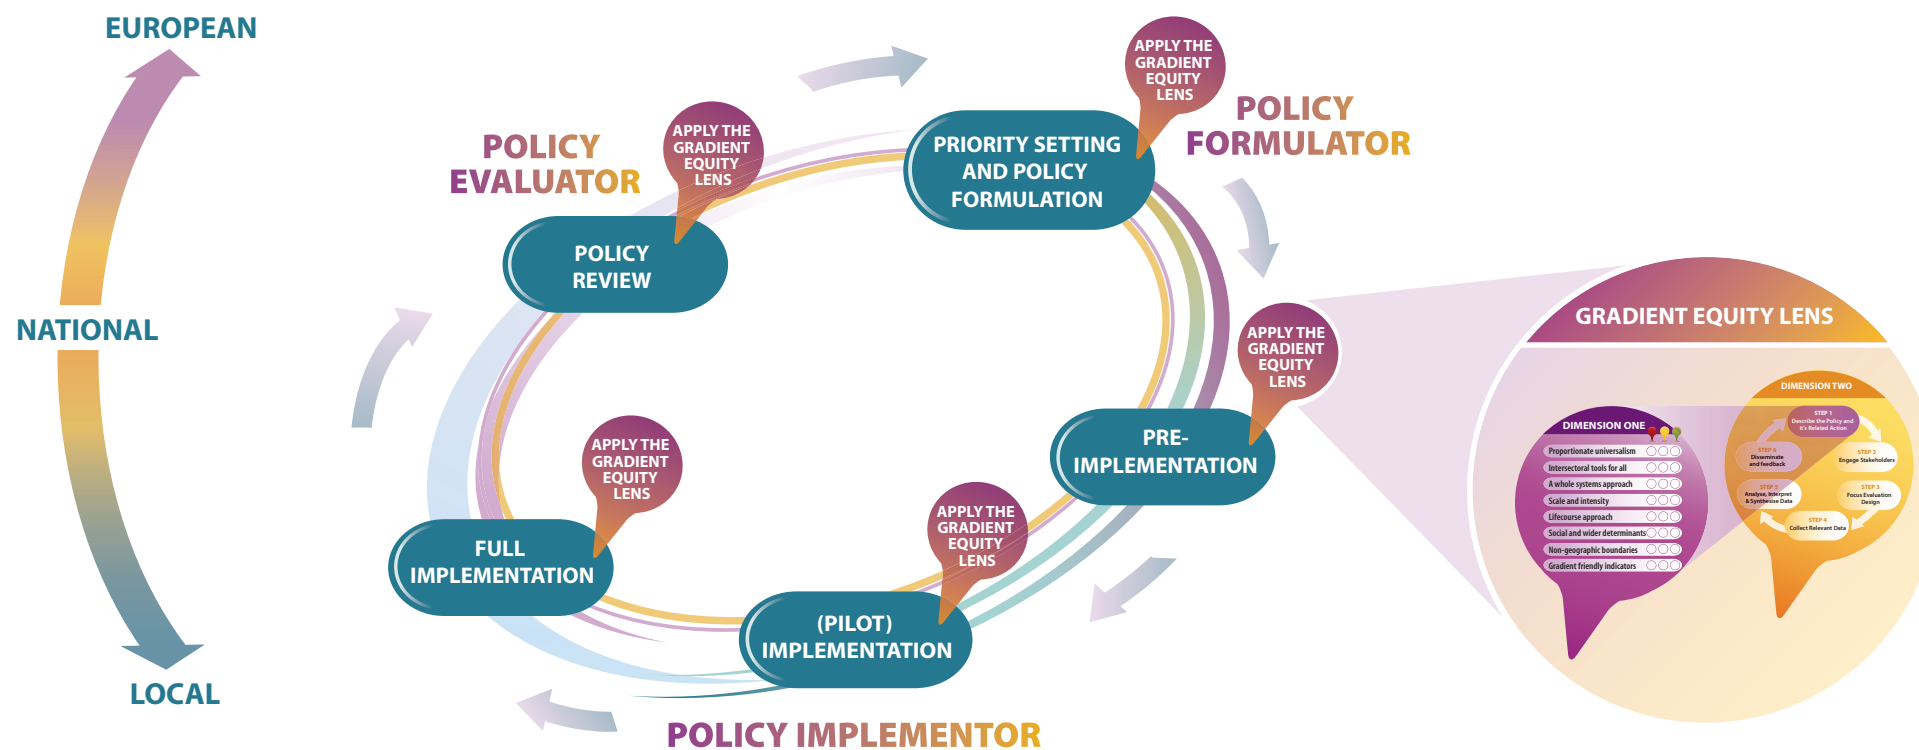 EUROPEAN
NATIONAL
LOCAL
POLICY
EVALUATOR
APPLY THE
GRADIENT
EQUITY
LENS
POLICY
REVIEW
APPLY THE
GRADIENT
EQUITY
LENS
POLICY
FORMULATOR
PRIORITY SETTING
AND POLICY
FORMULATION
APPLY THE
GRADIENT
EQUITY
LENS
PRE-
IMPLEMENTATION
APPLY THE
GRADIENT
EQUITY
LENS
(PILOT)
IMPLEMENTATION
APPLY THE
GRADIENT
EQUITY
LENS
FULL
IMPLEMENTATION
POLICY IMPLEMENTOR
GRADIENT EQUITY LENS
DIMENSION ONE
Proportionate universalism
Intersectoral tools for all
A whole systems approach
Scale and intensity
Lifecourse approach
Social and wider determinants
Non-geographic boundaries
Gradient friendly indicators
DIMENSION TWO
STEP 1
Describe the Policy and
it's Related Action
STEP 2
Engage Stakeholders
STEP 3
Focus Evaluation
Design
STEP 4
Collect Relevant Data
STEP 5
Analyse, Interpret
& Synthesise Data
STEP 6
Disseminate
and feedback